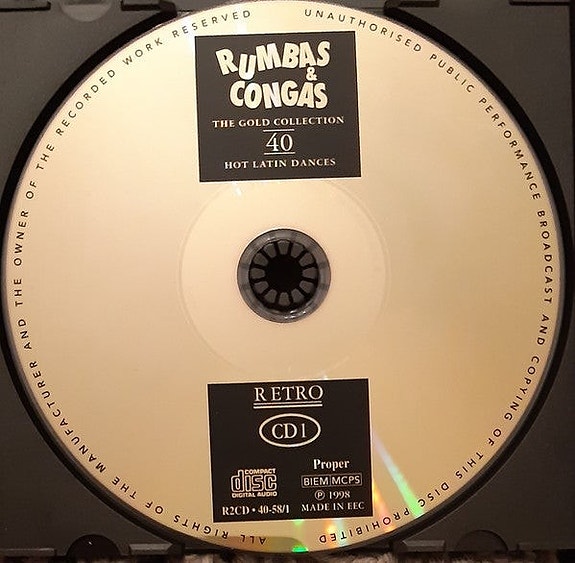 ALL RIGHTS OF THE MANUFACTURER AND THE OWNER OF THE RECORDED WORK RESERVED
UNAUTHORISED PUBLIC PERFORMANCE BROADCAST AND COPYING OF THIS DISC PROHIBITED
RUMBAS
&
CONGAS
THE GOLD COLLECTION
40
HOT LATIN DANCES
RETRO
CD1
COMPACT
disc
DIGITAL AUDIO
R2CD • 40-58/1
Proper
BIEM MCPS
℗ 1998
MADE IN EEC